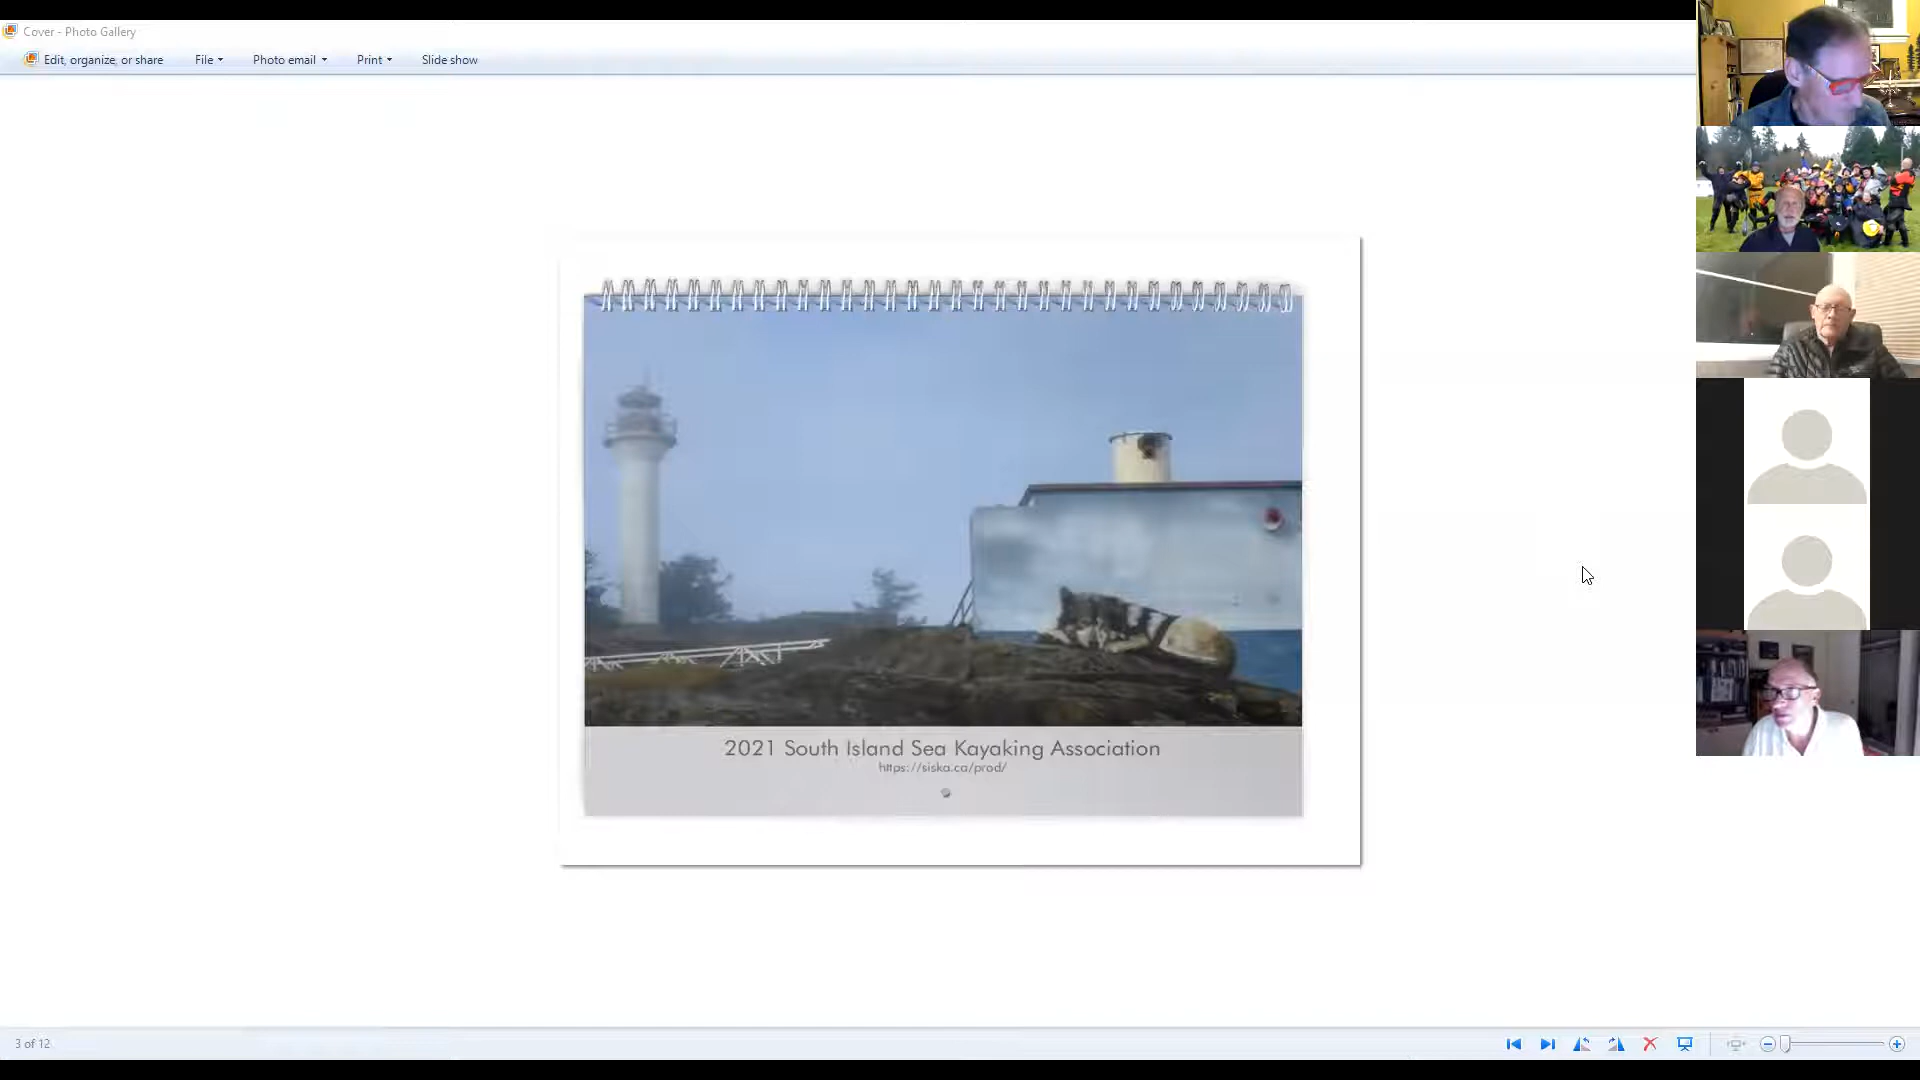 Cover - Photo Gallery
Edit, organize, or share File Photo email Print Slide show
2021 South Island Sea Kayaking Association
https://siska.ca/prod/
3 of 12